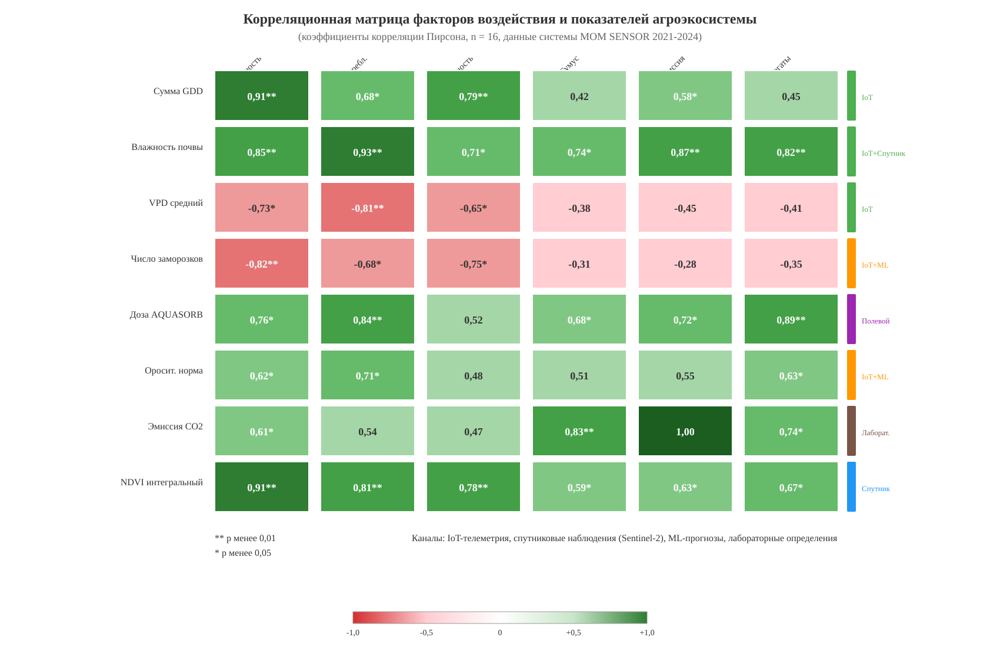 Корреляционная матрица факторов воздействия и показателей агроэкосистемы
(коэффициенты корреляции Пирсона, n = 16, данные системы MOM SENSOR 2021-2024)
Сумма GDD 0,91** 0,68* 0,79** 0,42 0,58* 0,45 IoT
Влажность почвы 0,85** 0,93** 0,71* 0,74* 0,87** 0,82** IoT+Спутник
VPD средний -0,73* -0,81** -0,65* -0,38 -0,45 -0,41 IoT
Число заморозков -0,82** -0,68* -0,75* -0,31 -0,28 -0,35 IoT+ML
Доза AQUASORB 0,76* 0,84** 0,52 0,68* 0,72* 0,89** Полевой
Оросит. норма 0,62* 0,71* 0,48 0,51 0,55 0,63* IoT+ML
Эмиссия CO2 0,61* 0,54 0,47 0,83** 1,00 0,74* Лаборат.
NDVI интегральный 0,91** 0,81** 0,78** 0,59* 0,63* 0,67* Спутник
** p менее 0,01 Каналы: IoT-телеметрия, спутниковые наблюдения (Sentinel-2), ML-прогнозы, лабораторные определения
* p менее 0,05
-1,0 -0,5 0 +0,5 +1,0